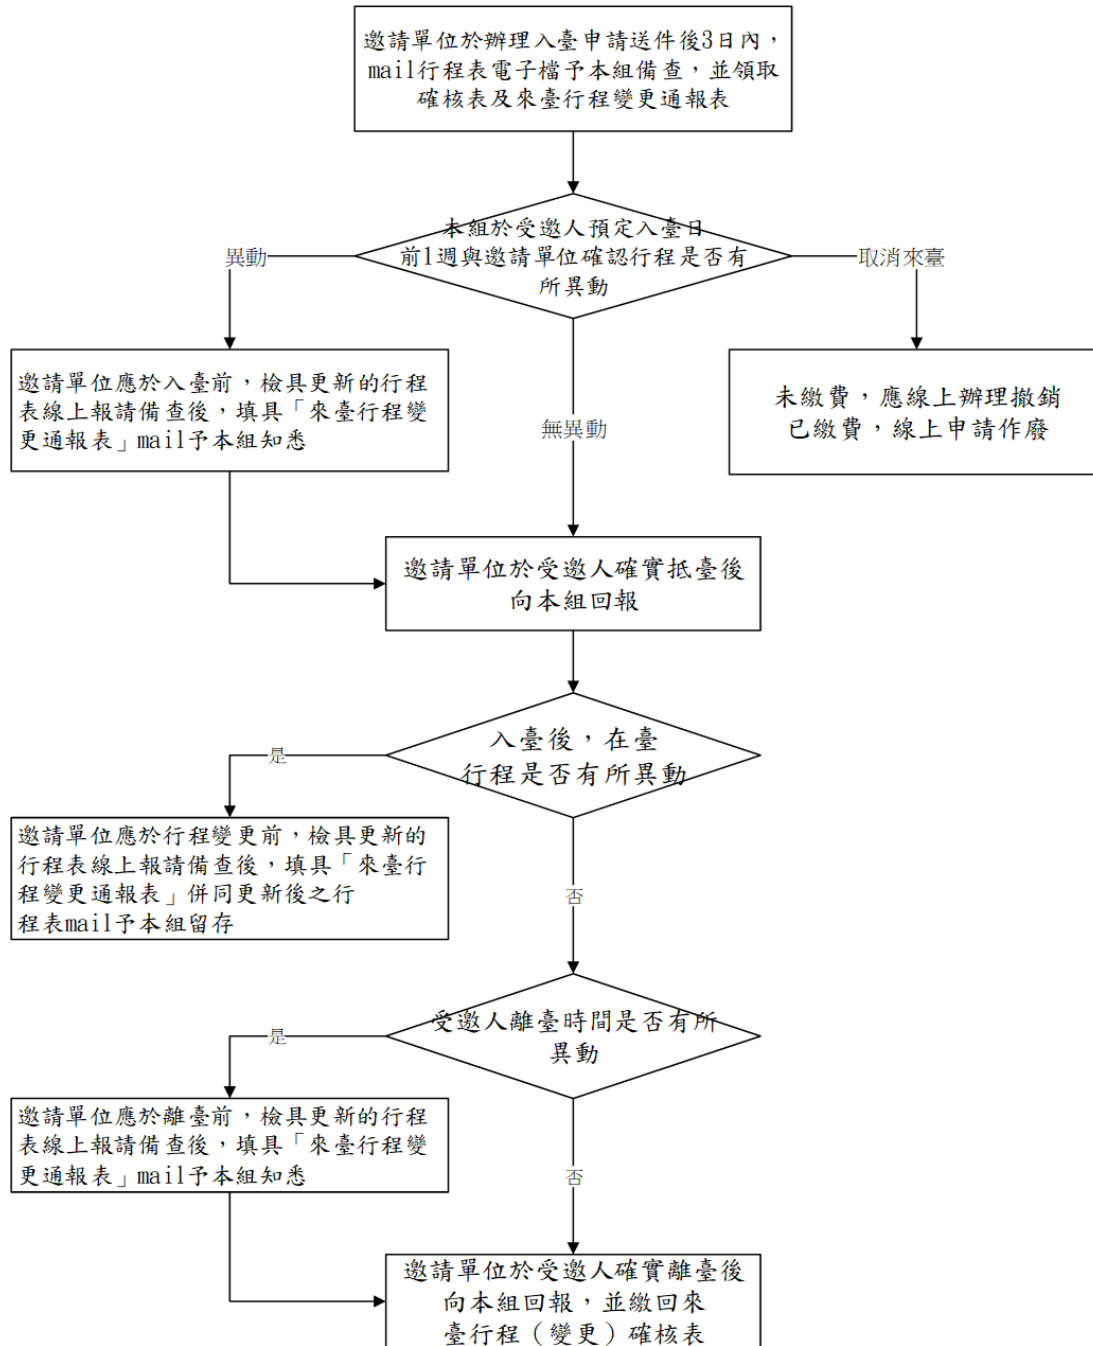 邀請單位於辦理入臺申請送件後3日內，
mail行程表電子檔予本組備查，並領取
確核表及來臺行程變更通報表
本組於受邀人預定入臺日
前1週與邀請單位確認行程是否有
所異動
異動
取消來臺
邀請單位應於入臺前，檢具更新的行程
表線上報請備查後，填具「來臺行程變
更通報表」mail予本組知悉
無異動
未繳費，應線上辦理撤銷
已繳費，線上申請作廢
邀請單位於受邀人確實抵臺後
向本組回報
入臺後，在臺
行程是否有所異動
是
邀請單位應於行程變更前，檢具更新的
行程表線上報請備查後，填具「來臺行
程變更通報表」併同更新後之行
程表mail予本組留存
否
受邀人離臺時間是否有所
異動
是
邀請單位應於離臺前，檢具更新的行程
表線上報請備查後，填具「來臺行程變
更通報表」mail予本組知悉
否
邀請單位於受邀人確實離臺後
向本組回報，並繳回來
臺行程（變更）確核表